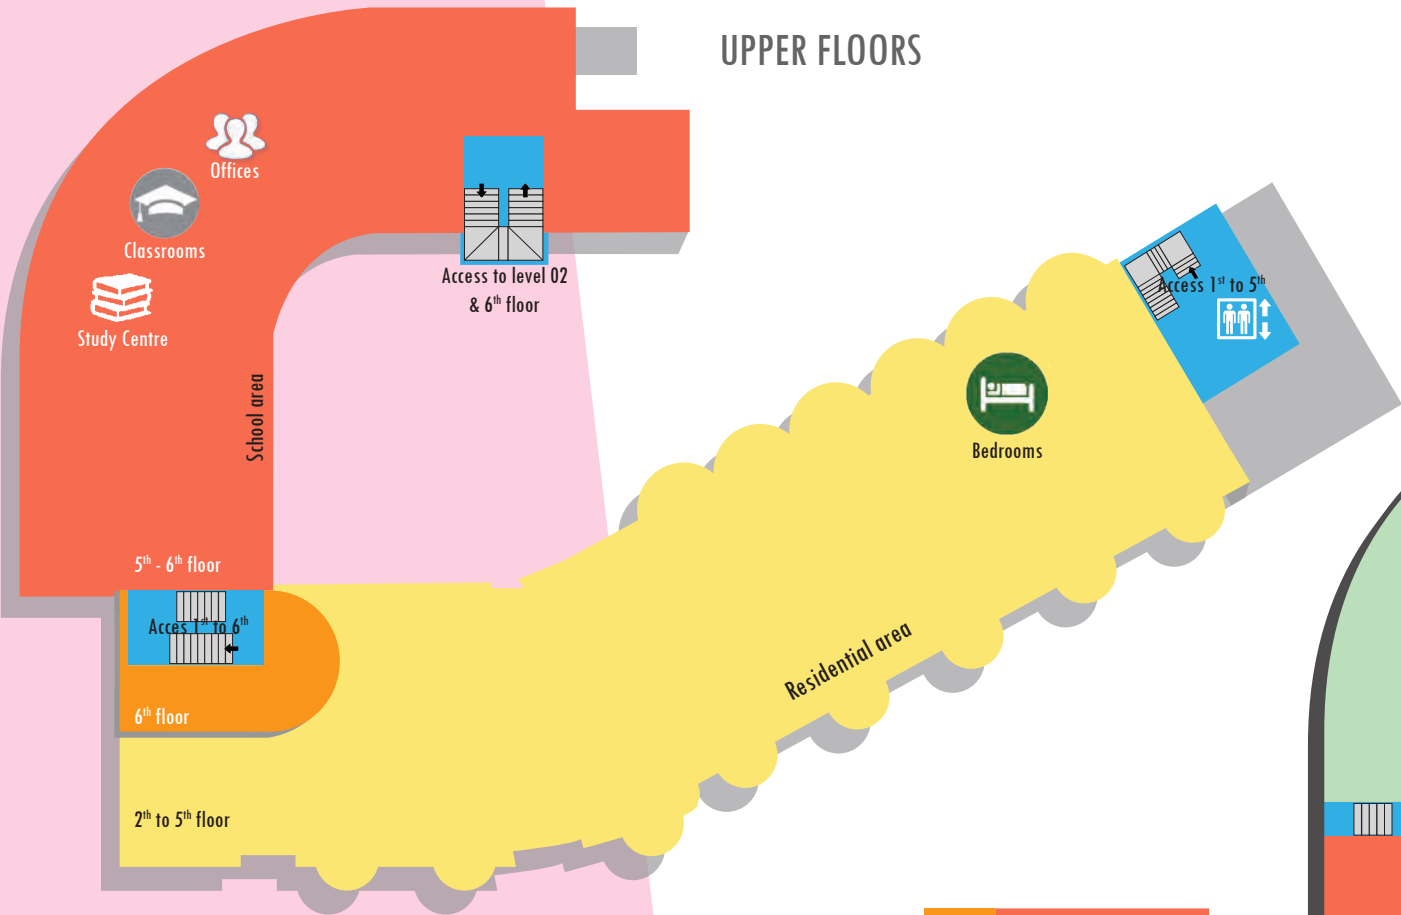 UPPER FLOORS
Offices
Classrooms
Study Centre
Access to level 02
& 6th floor
Access 1st to 5th
School area
Bedrooms
5th - 6th floor
Acces 1st to 6th
Residential area
6th floor
2th to 5th floor